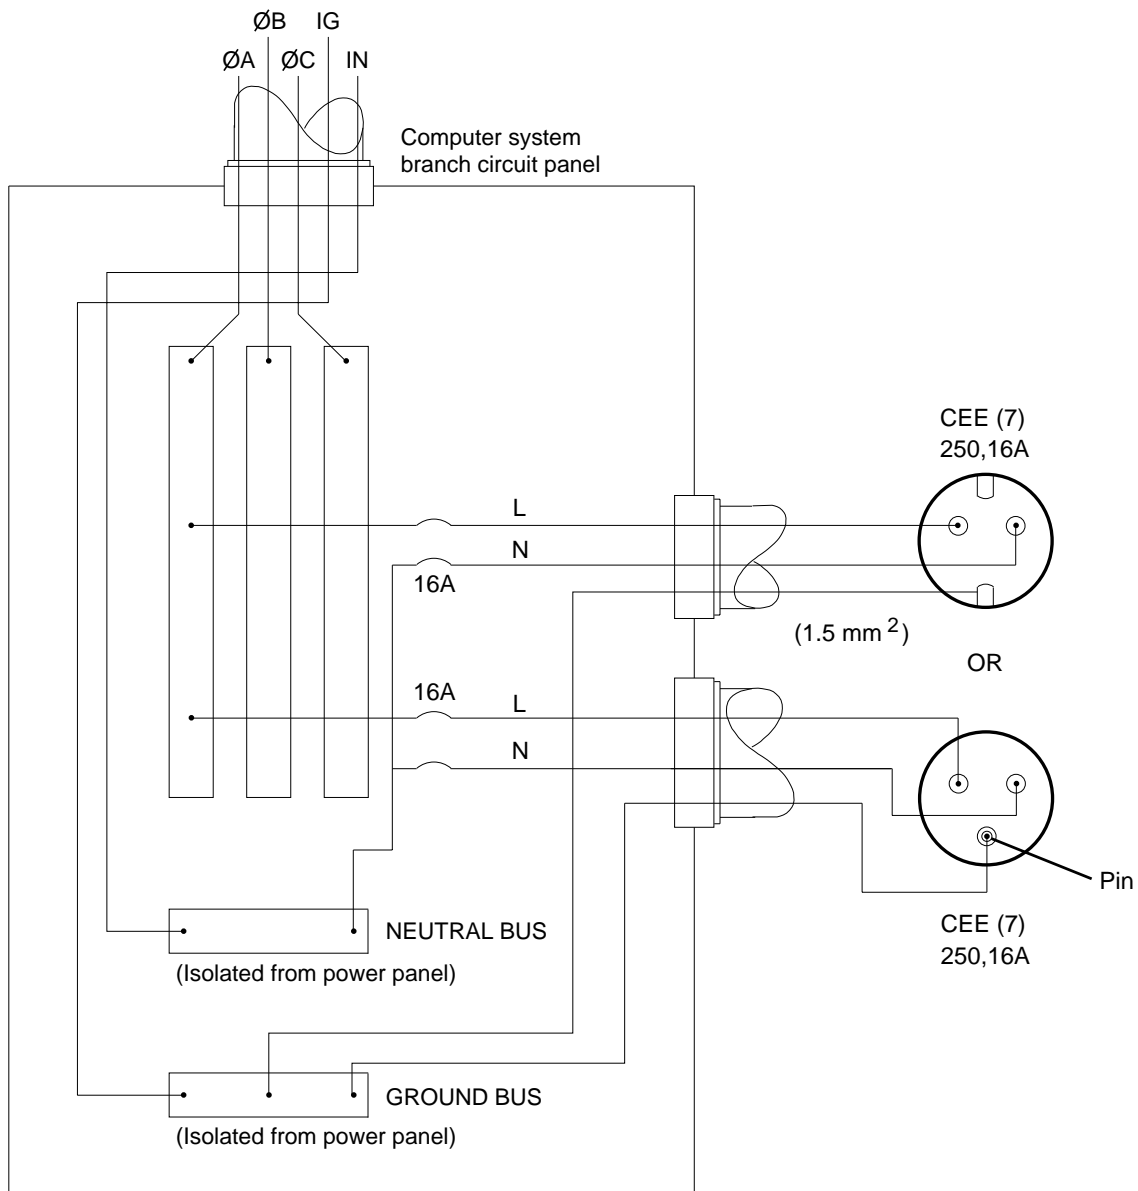 ØB IG
ØA ØC IN
Computer system
branch circuit panel
CEE (7)
250,16A
L
N
16A
(1.5 mm 2)
OR
16A
L
N
Pin
NEUTRAL BUS
(Isolated from power panel)
CEE (7)
250,16A
GROUND BUS
(Isolated from power panel)